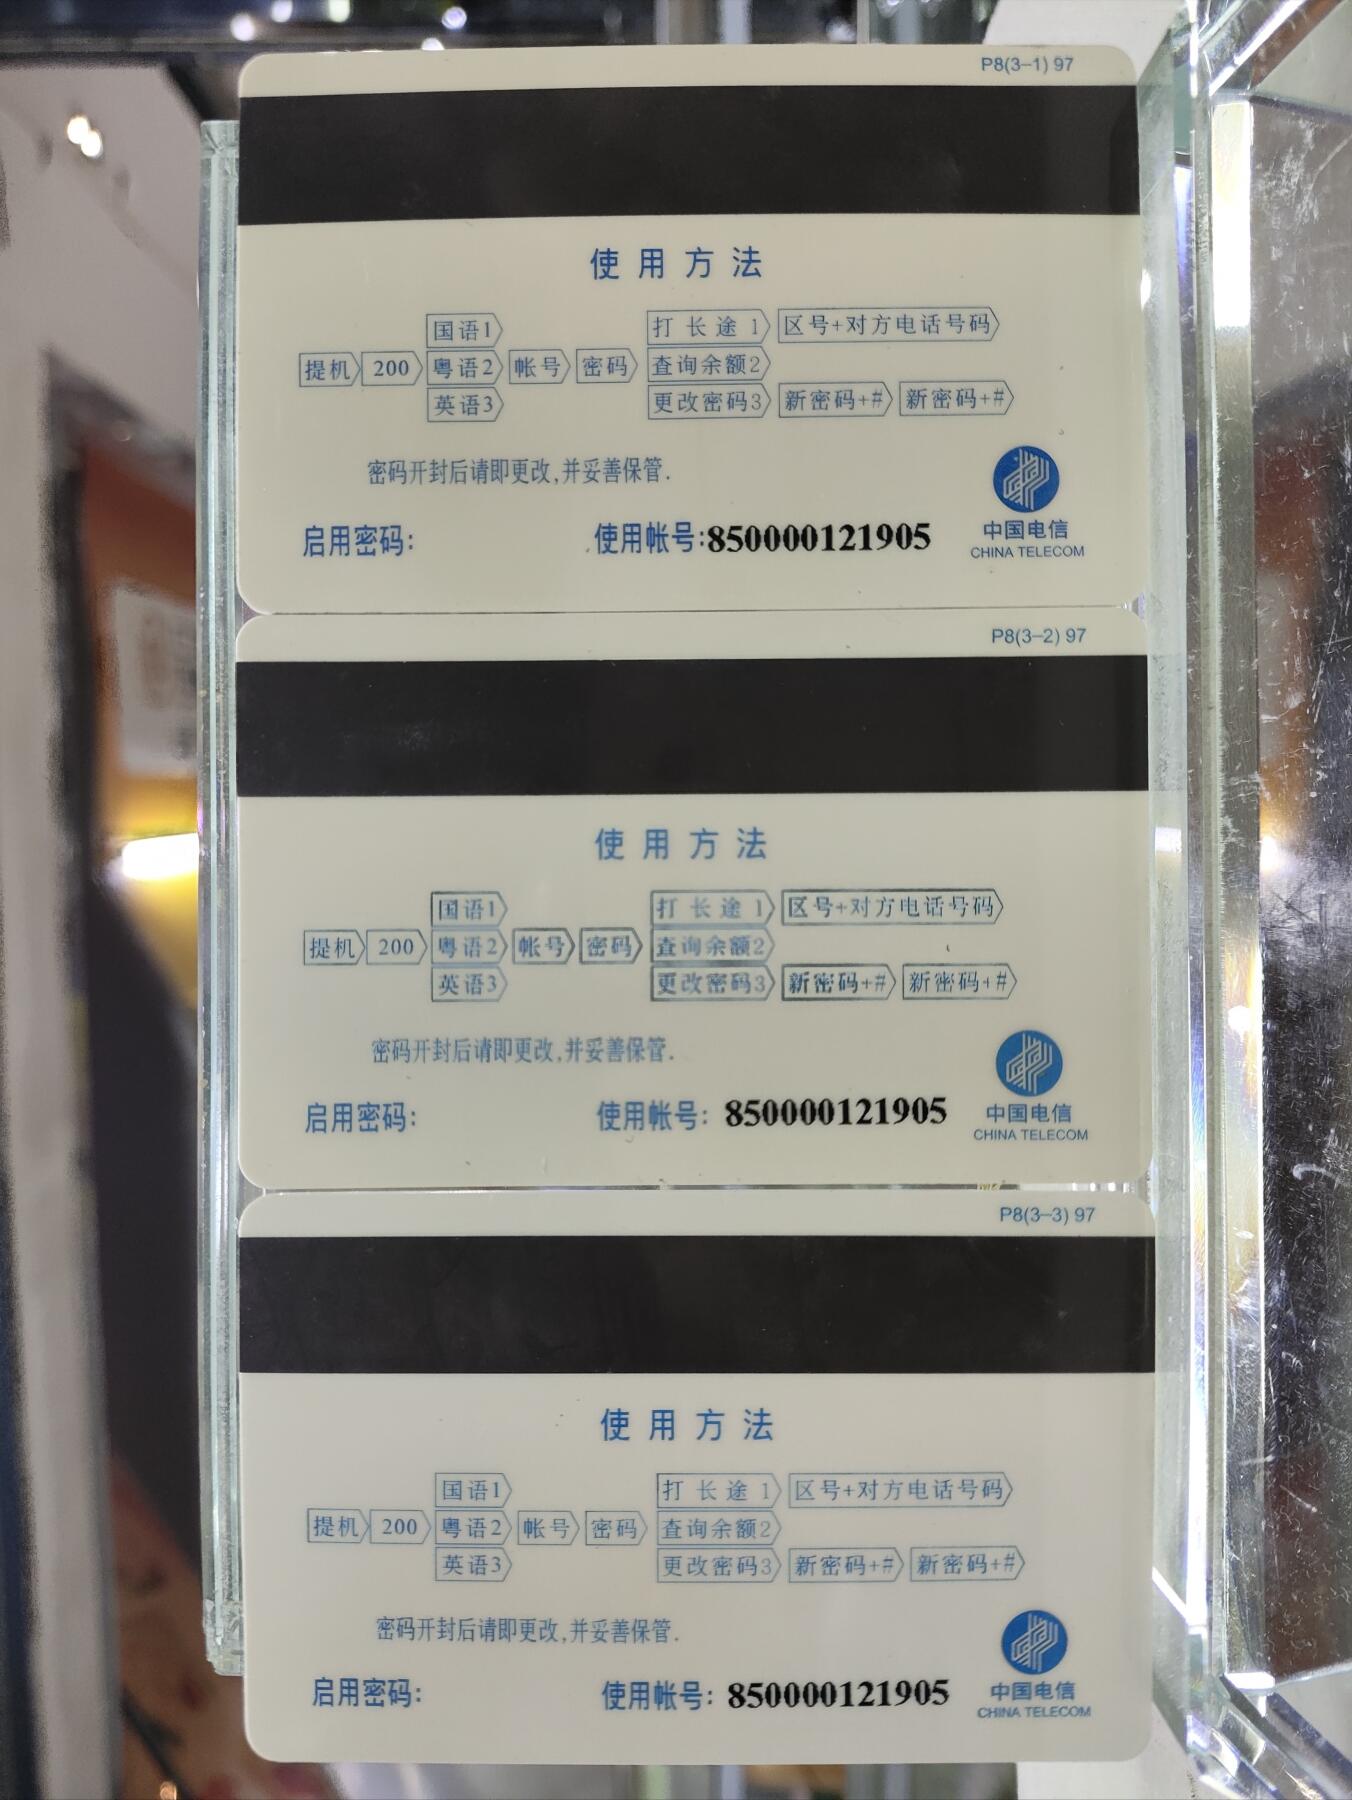 P8(3-1) 97
使用方法
国语1 打长途1 区号+对方电话号码
提机 200 粤语2 帐号 密码 查询余额2
英语3 更改密码3 新密码+# 新密码+#
密码开封后请即更改,并妥善保管.
启用密码: 使用帐号:850000121905
中国电信
CHINA TELECOM
P8(3-2) 97
使用方法
国语1 打长途1 区号+对方电话号码
提机 200 粤语2 帐号 密码 查询余额2
英语3 更改密码3 新密码+# 新密码+#
密码开封后请即更改,并妥善保管.
启用密码: 使用帐号: 850000121905
中国电信
CHINA TELECOM
P8(3-3) 97
使用方法
国语1 打长途1 区号+对方电话号码
提机 200 粤语2 帐号 密码 查询余额2
英语3 更改密码3 新密码+# 新密码+#
密码开封后请即更改,并妥善保管.
启用密码: 使用帐号: 850000121905
中国电信
CHINA TELECOM